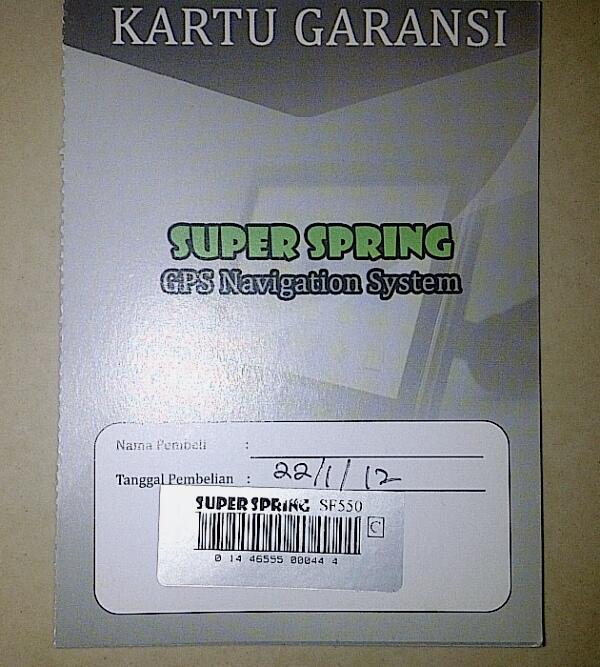 KARTU GARANSI
SUPER SPRING
GPS Navigation System
Nama Pembeli :
Tanggal Pembelian : 22/1/12
SUPER SPRING SF550
C
0 14 46555 00044 4